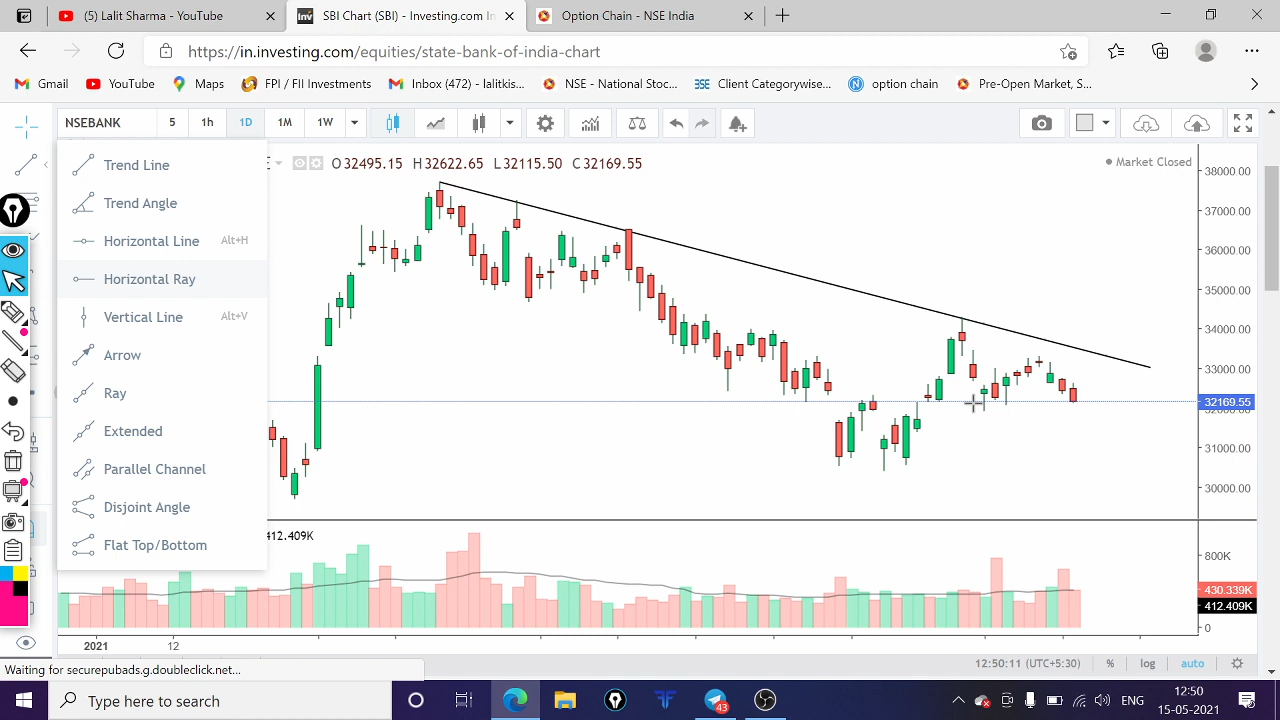 (5) YouTube
SBI Chart (SBI) - Investing.com In
Option Chain - NSE India
https://in.investing.com/equities/state-bank-of-india-chart
Gmail
YouTube
Maps
FPI / FII Investments
Inbox (472) - lalitkis...
NSE - National Stoc...
Client Categorywise...
option chain
Pre-Open Market, S...
NSEBANK
5
1h
1D
1M
1W
O 32495.15 H 32622.65 L 32115.50 C 32169.55
Market Closed
Trend Line
Trend Angle
Horizontal Line Alt+H
Horizontal Ray
Vertical Line Alt+V
Arrow
Ray
Extended
Parallel Channel
Disjoint Angle
Flat Top/Bottom
38000.00
37000.00
36000.00
35000.00
34000.00
33000.00
32169.55
31000.00
30000.00
412.409K
800K
430.339K
412.409K
0
2021
12
12:50:11 (UTC+5:30)
%
log
auto
Waiting for securepubads.g.doubleclick.net...
Type here to search
43
ENG
12:50
15-05-2021